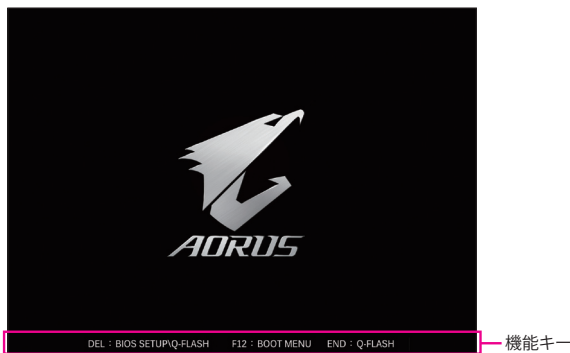 AORUS
DEL : BIOS SETUP\Q-FLASH F12 : BOOT MENU END : Q-FLASH
機能キー